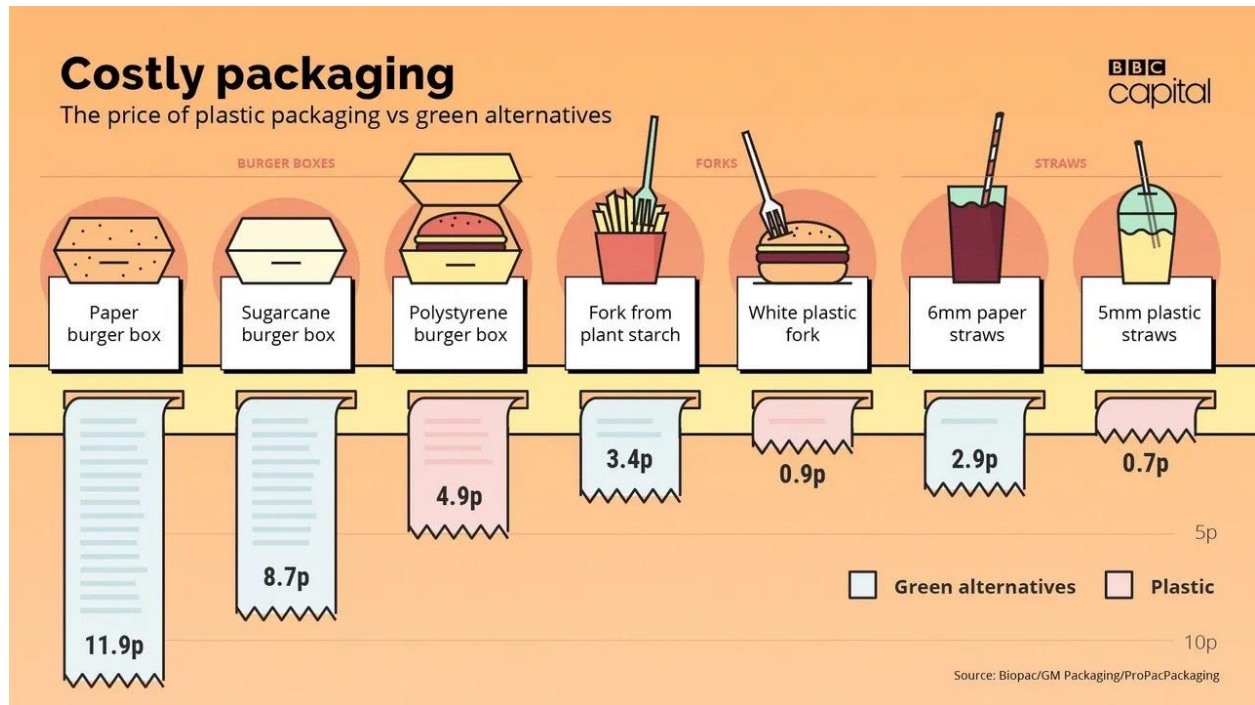 Costly packaging
The price of plastic packaging vs green alternatives
BBC
capital
BURGER BOXES
FORKS
STRAWS
Paper
burger box
Sugarcane
burger box
Polystyrene
burger box
Fork from
plant starch
White plastic
fork
6mm paper
straws
5mm plastic
straws
11.9p
8.7p
4.9p
3.4p
0.9p
2.9p
0.7p
5p
Green alternatives
Plastic
10p
Source: Biopac/GM Packaging/ProPacPackaging